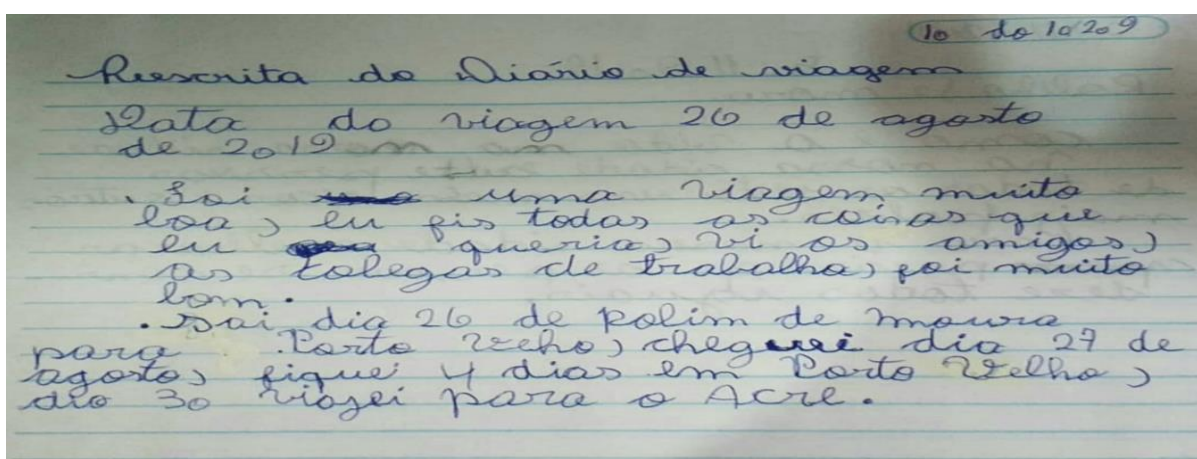 10 do 10 209
Reescrita do Diário de viagem
Data do viagem 26 de agosto
de 2019
. Foi uma viagem muito
boa, eu fis todas as coisas que
eu queria, vi os amigos,
as colegas de trabalho, foi muito
bom.
. Sai dia 26 de Rolim de moura
para Porto Veho, cheguei dia 27 de
agosto, fiquei 4 dias em Porto Velho,
dia 30 viajei para o Acre.